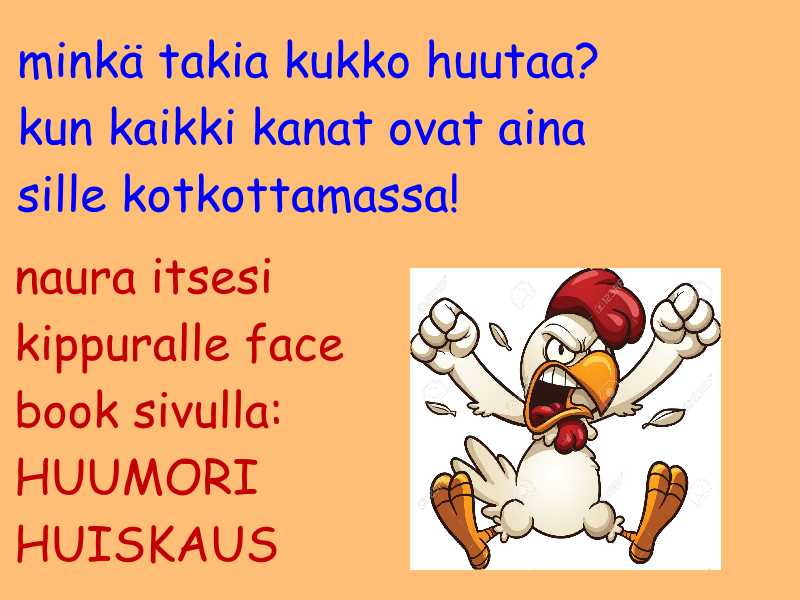 minkä takia kukko huutaa?
kun kaikki kanat ovat aina
sille kotkottamassa!
naura itsesi
kippuralle face
book sivulla:
HUUMORI
HUISKAUS